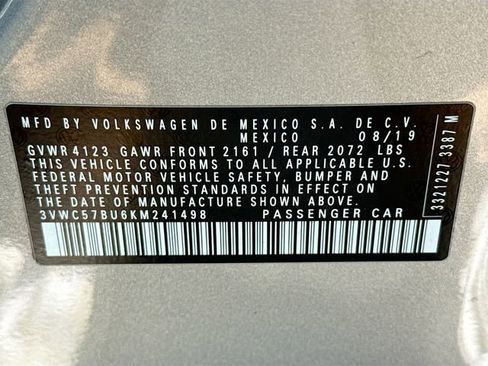 MFD BY VOLKSWAGEN DE MEXICO S.A. DE C.V.
MEXICO 08/19
GVWR 4123 GAWR FRONT 2161 / REAR 2072 LBS
THIS VEHICLE CONFORMS TO ALL APPLICABLE U.S.
FEDERAL MOTOR VEHICLE SAFETY, BUMPER AND
THEFT PREVENTION STANDARDS IN EFFECT ON
THE DATE OF MANUFACTURE SHOWN ABOVE.
3VWC57BU6KM241498 PASSENGER CAR
3321227 3387 M